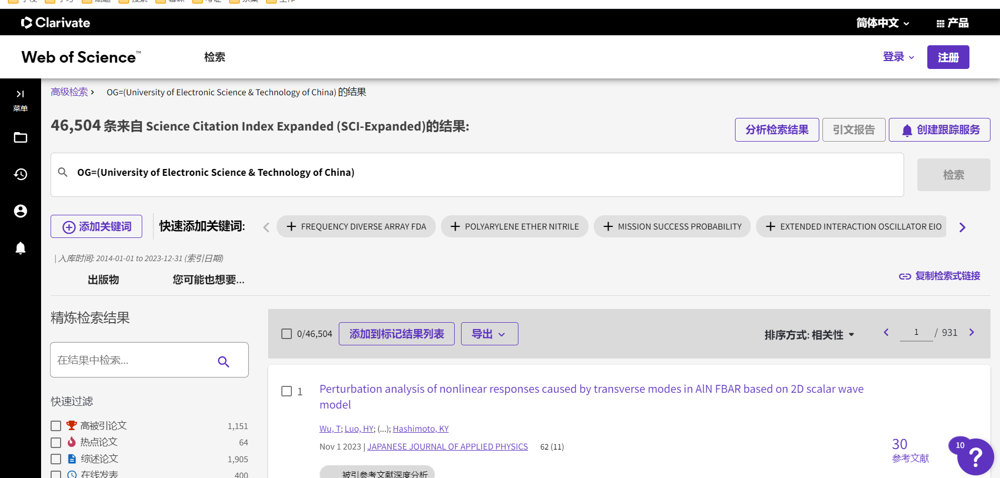 Clarivate
简体中文
产品
Web of Science™
检索
登录
注册
菜单
高级检索
OG=(University of Electronic Science & Technology of China) 的结果
46,504 条来自 Science Citation Index Expanded (SCI-Expanded)的结果:
分析检索结果
引文报告
创建跟踪服务
OG=(University of Electronic Science & Technology of China)
检索
添加关键词
快速添加关键词:
FREQUENCY DIVERSE ARRAY FDA
POLYARYLENE ETHER NITRILE
MISSION SUCCESS PROBABILITY
EXTENDED INTERACTION OSCILLATOR EIO
| 入库时间: 2014-01-01 to 2023-12-31 (索引日期)
出版物
您可能也想要...
复制检索式链接
精炼检索结果
0/46,504
添加到标记结果列表
导出
排序方式: 相关性
1 / 931
在结果中检索...
快速过滤
高被引论文 1,151
热点论文 64
综述论文 1,905
在线发表 400
1
Perturbation analysis of nonlinear responses caused by transverse modes in AlN FBAR based on 2D scalar wave
model
Wu, T; Luo, HY; (...); Hashimoto, KY
Nov 1 2023 | JAPANESE JOURNAL OF APPLIED PHYSICS 62 (11)
被引参考文献深度分析
30
参考文献
10
?